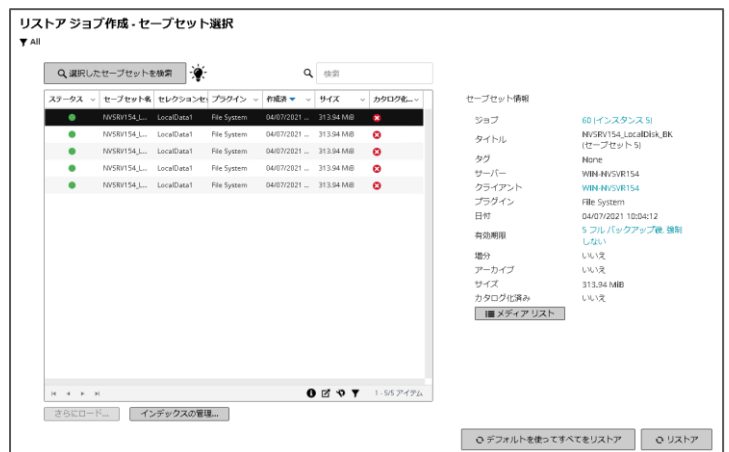 リストア ジョブ作成 - セーブセット選択
All
選択したセーブセットを検索
検索
ステータス セーブセット名 セレクションセ プラグイン 作成済 サイズ カタログ化...
NVSRV154_L... LocalData1 File System 04/07/2021 ... 313.94 MiB
NVSRV154_L... LocalData1 File System 04/07/2021 ... 313.94 MiB
NVSRV154_L... LocalData1 File System 04/07/2021 ... 313.94 MiB
NVSRV154_L... LocalData1 File System 04/07/2021 ... 313.94 MiB
NVSRV154_L... LocalData1 File System 04/07/2021 ... 313.94 MiB
1 - 5/5 アイテム
さらにロード...
インデックスの管理...
セーブセット情報
ジョブ 60 (インスタンス 5)
タイトル NVSRV154_LocalDisk_BK (セーブセット 5)
タグ None
サーバー WIN-NVSVR154
クライアント WIN-NVSVR154
プラグイン File System
日付 04/07/2021 10:04:12
有効期限 5 フル バックアップ後, 強制しない
増分 いいえ
アーカイブ いいえ
サイズ 313.94 MiB
カタログ化済み いいえ
メディア リスト
デフォルトを使ってすべてをリストア
リストア